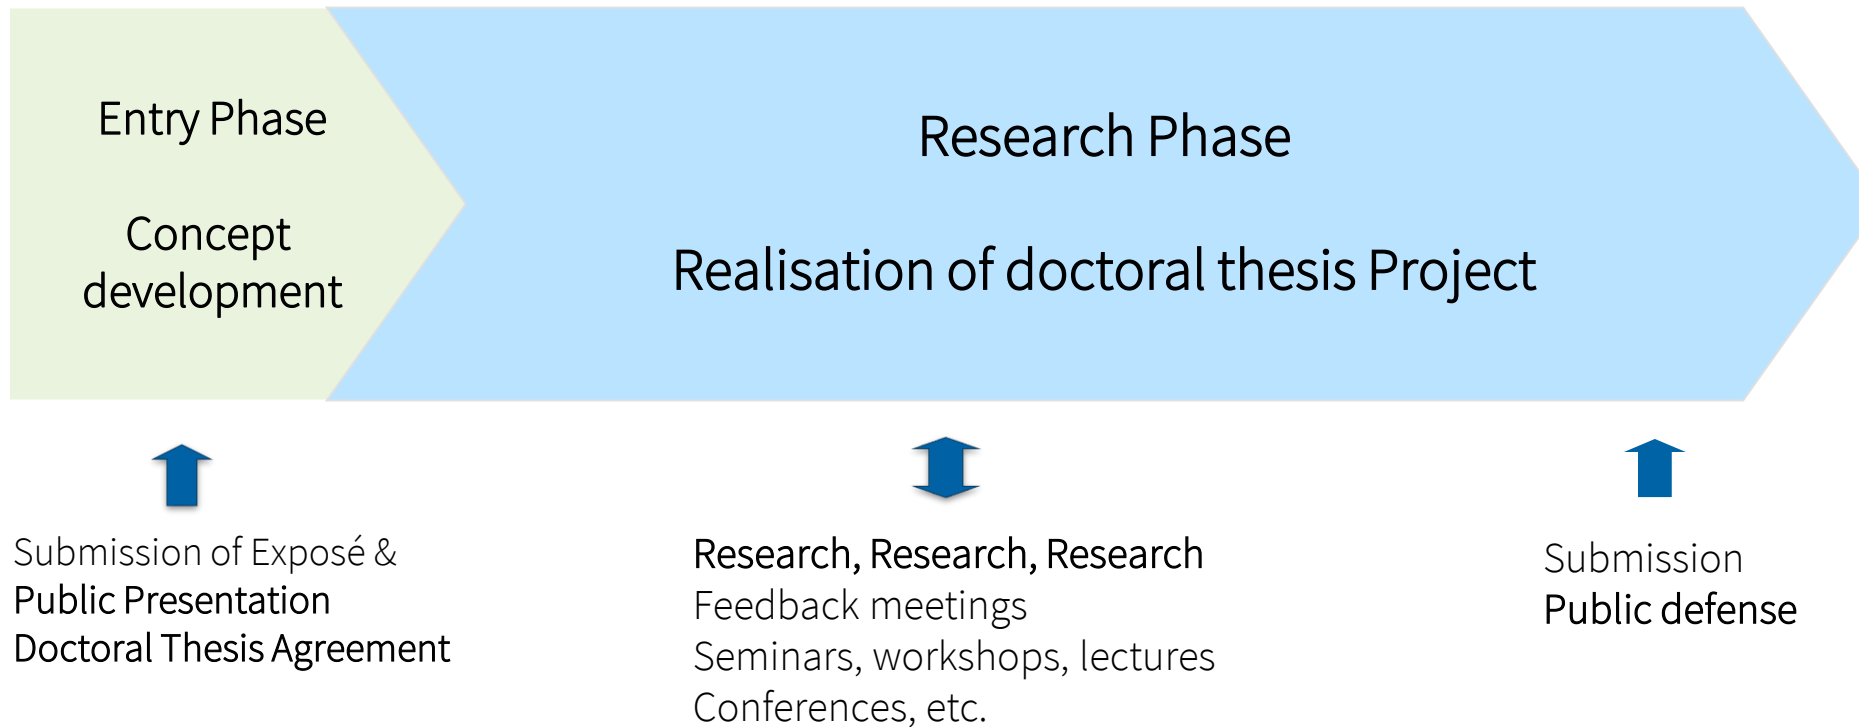 Entry Phase
Concept
development
Research Phase
Realisation of doctoral thesis Project
Submission of Exposé &
Public Presentation
Doctoral Thesis Agreement
Research, Research, Research
Feedback meetings
Seminars, workshops, lectures
Conferences, etc.
Submission
Public defense